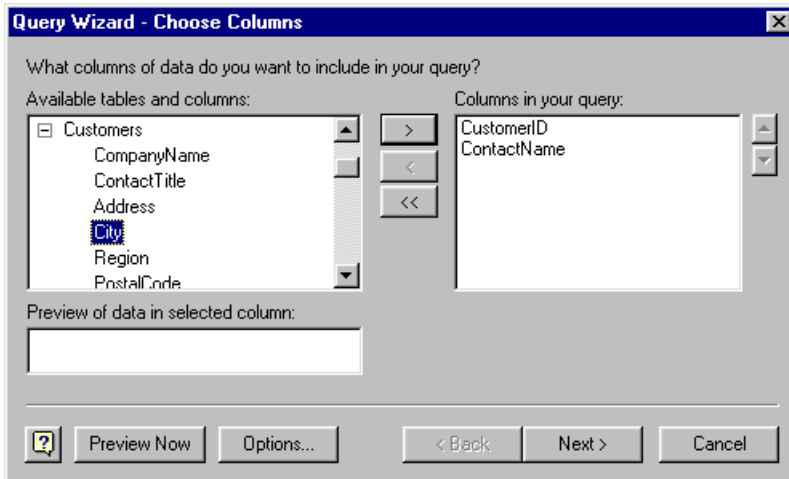 Query Wizard - Choose Columns
What columns of data do you want to include in your query?
Available tables and columns:
Customers
CompanyName
ContactTitle
Address
City
Region
PostalCode
>
<
<<
Columns in your query:
CustomerID
ContactName
Preview of data in selected column:
?
Preview Now
Options...
< Back
Next >
Cancel